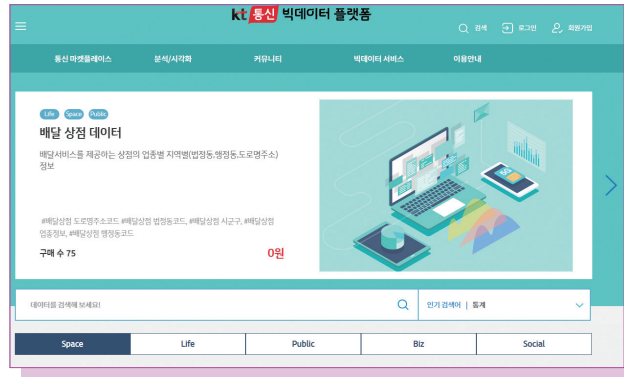 kt 통신 빅데이터 플랫폼
검색 로그인 회원가입
통신 마켓플레이스 분석/시각화 커뮤니티 빅데이터 서비스 이용안내
Life Space Public
배달 상점 데이터
배달서비스를 제공하는 상점의 업종별 지역별(법정동,행정동,도로명주소)
정보
#배달상점 도로명주소코드 #배달상점 법정동코드, #배달상점 시군구, #배달상점
업종정보, #배달상점 행정동코드
구매 수 75 0원
데이터를 검색해 보세요! 인기 검색어 | 통계
Space Life Public Biz Social